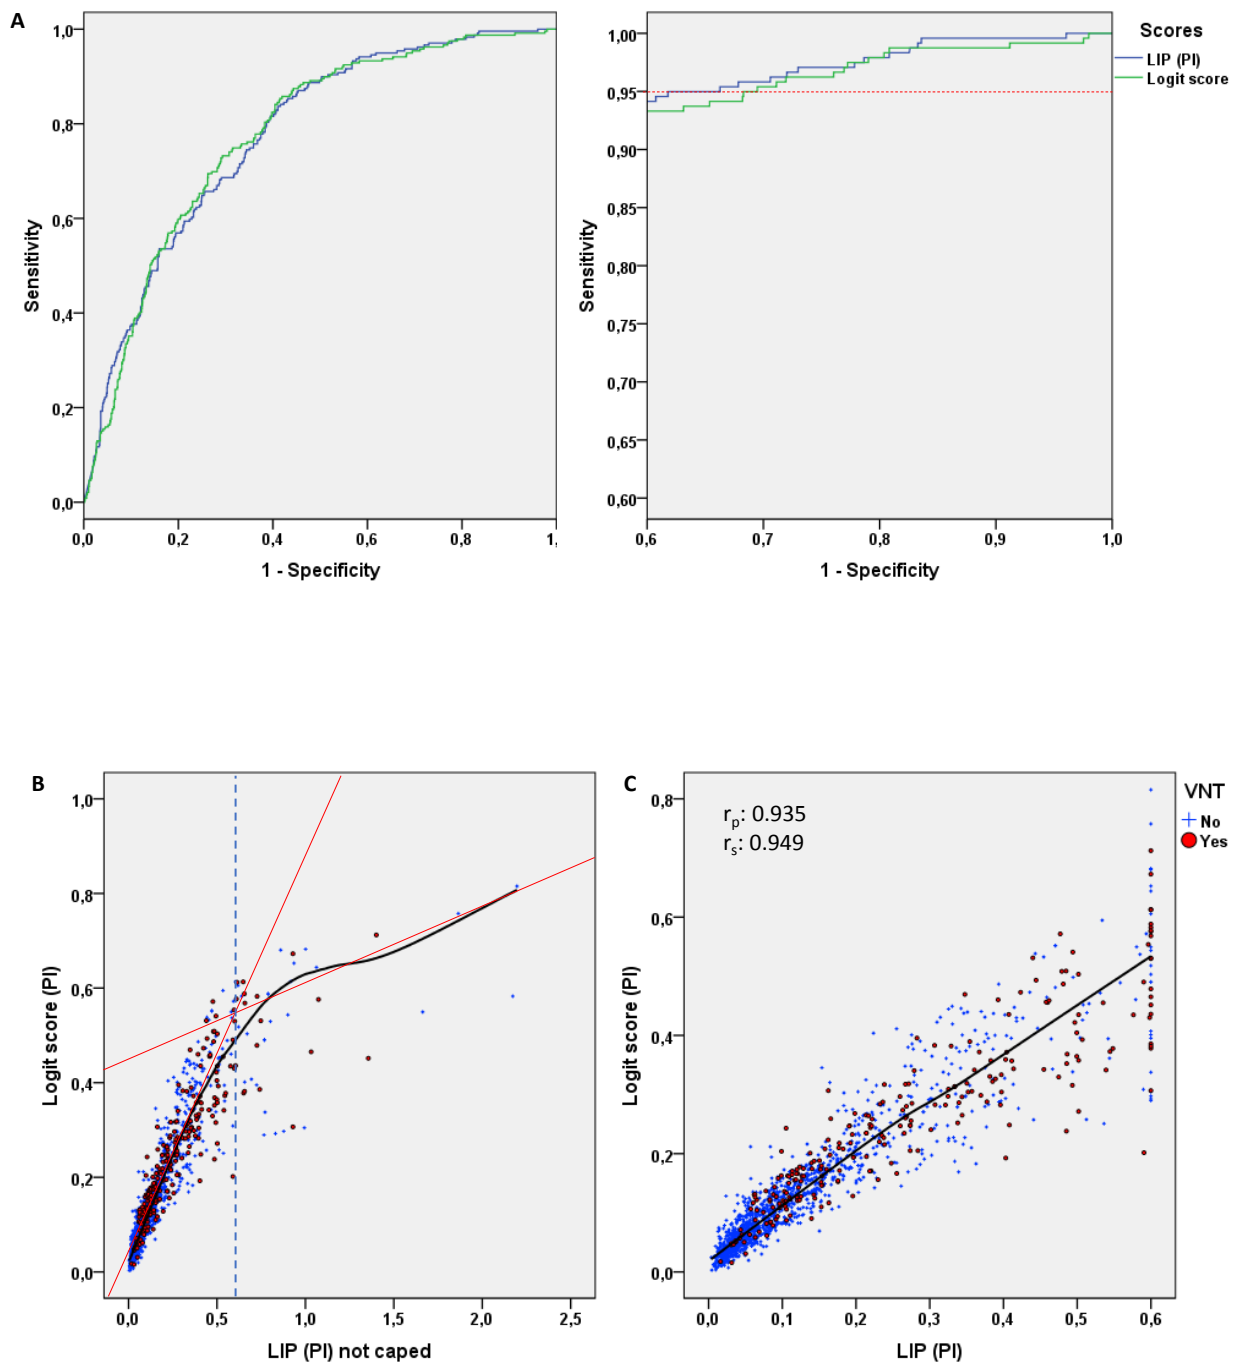 A
1,0
0,8
0,6
0,4
0,2
0,0
Sensitivity
0,0 0,2 0,4 0,6 0,8 1,
1 - Specificity
1,00
0,95
0,90
0,85
0,80
0,75
0,70
0,65
0,60
Sensitivity
0,6 0,7 0,8 0,9 1,0
1 - Specificity
Scores
LIP (PI)
Logit score
B
1,0
0,8
0,6
0,4
0,2
0,0
Logit score (PI)
0,0 0,5 1,0 1,5 2,0 2,5
LIP (PI) not caped
C
rp: 0.935
rs: 0.949
0,8
0,6
0,4
0,2
0,0
Logit score (PI)
0,0 0,1 0,2 0,3 0,4 0,5 0,6
LIP (PI)
VNT
No
Yes